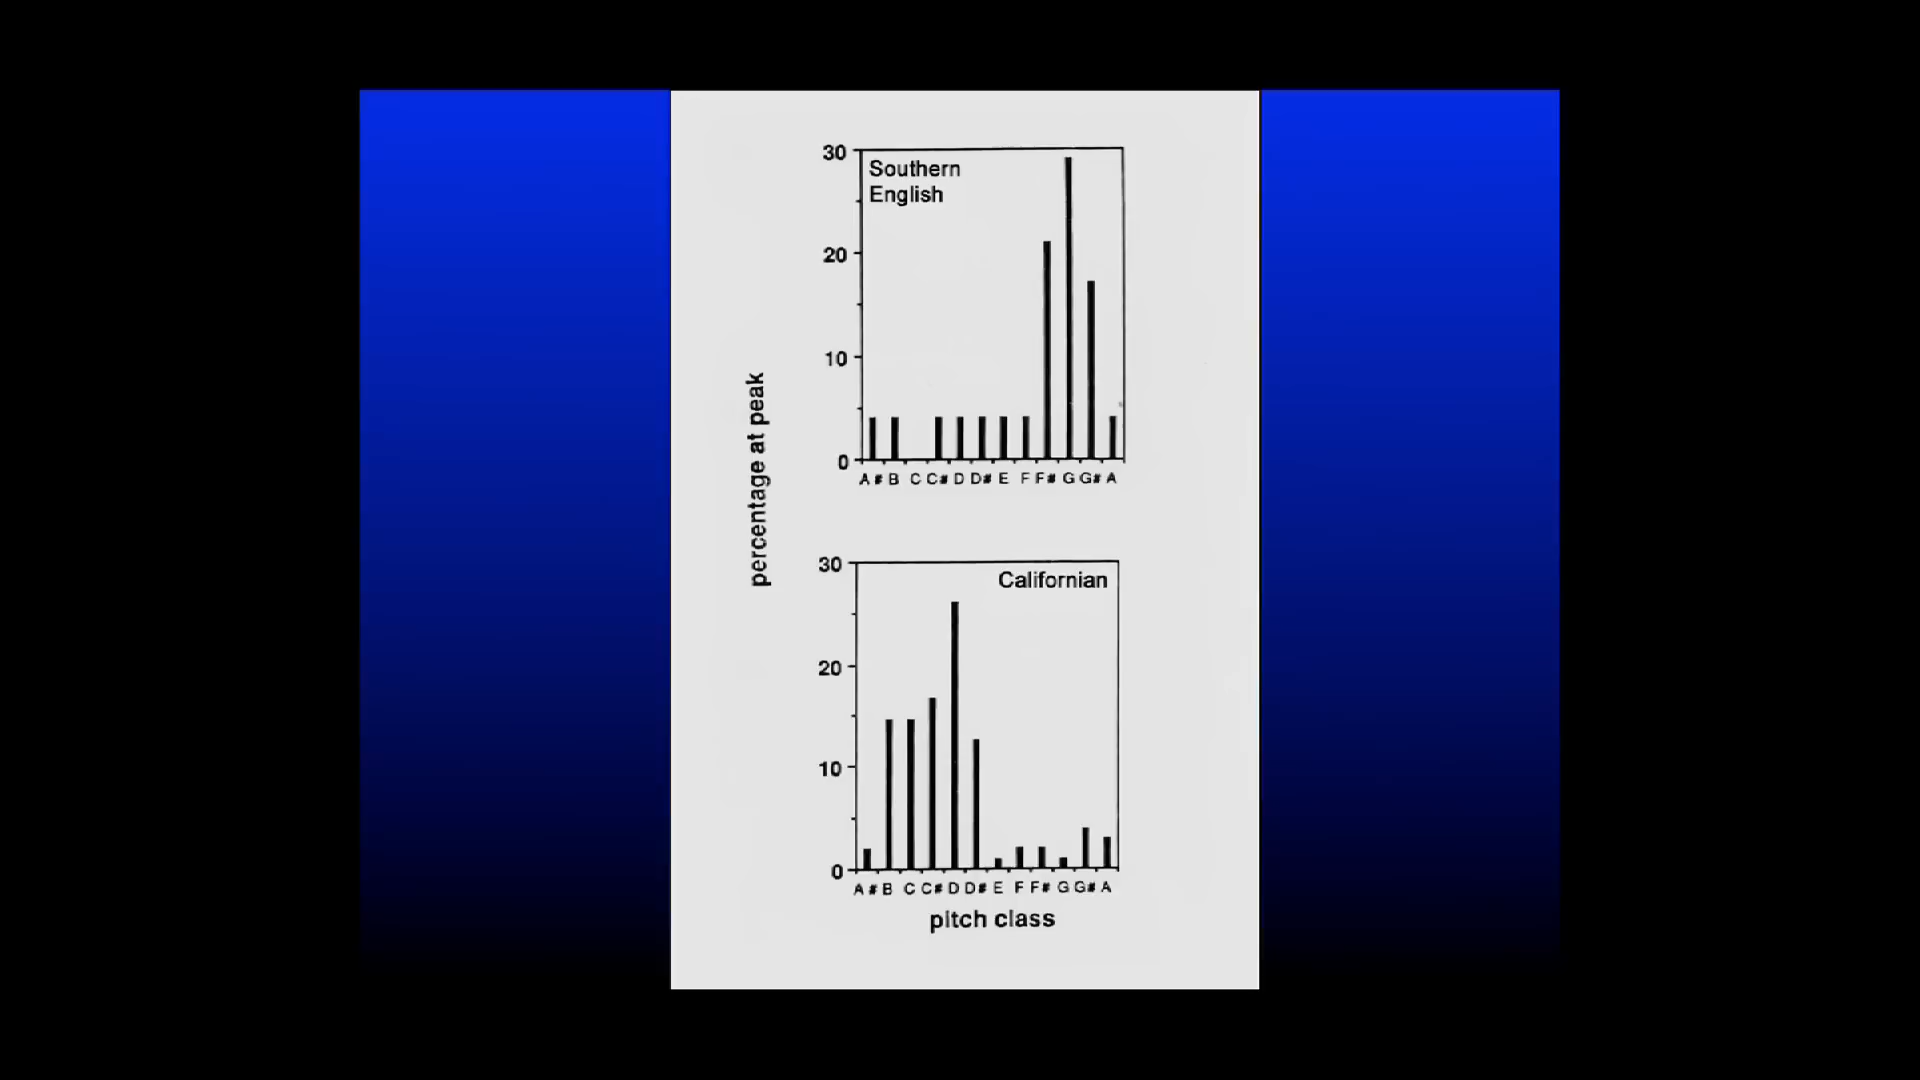 30
Southern
English
20
10
0
A # B C C# D D# E F F# G G# A
percentage at peak
30
Californian
20
10
0
A # B C C# D D# E F F# G G# A
pitch class